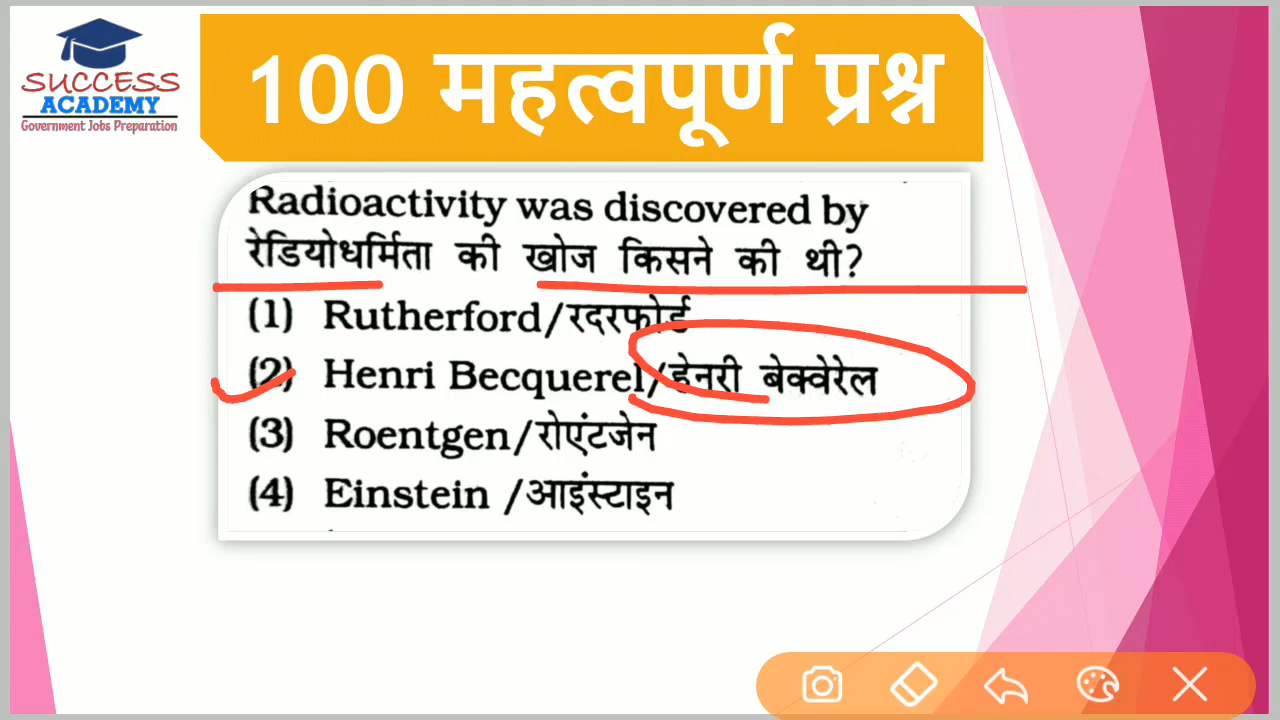 SUCCESS
ACADEMY
Government Jobs Preparation
100 महत्वपूर्ण प्रश्न
Radioactivity was discovered by
रेडियोधर्मिता की खोज किसने की थी?
(1) Rutherford/रदरफोर्ड
(2) Henri Becquerel/हेनरी बेक्वेरेल
(3) Roentgen/रोएंटजेन
(4) Einstein /आइंस्टाइन